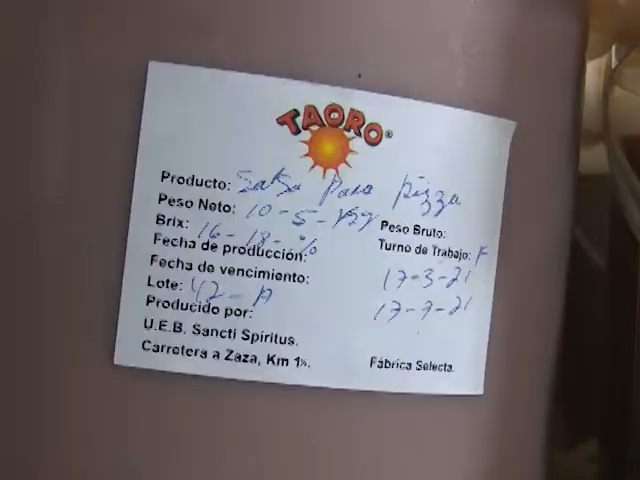 TAORO®
Producto: Salsa Para Pizza
Peso Neto: 10-5-Kg Peso Bruto:
Brix: 16-18-% Turno de Trabajo:
Fecha de producción: 17-3-21
Fecha de vencimiento: 17-7-21
Lote: 42-A
Producido por:
U.E.B. Sancti Spiritus.
Carretera a Zaza, Km 1½. Fábrica Selecta.